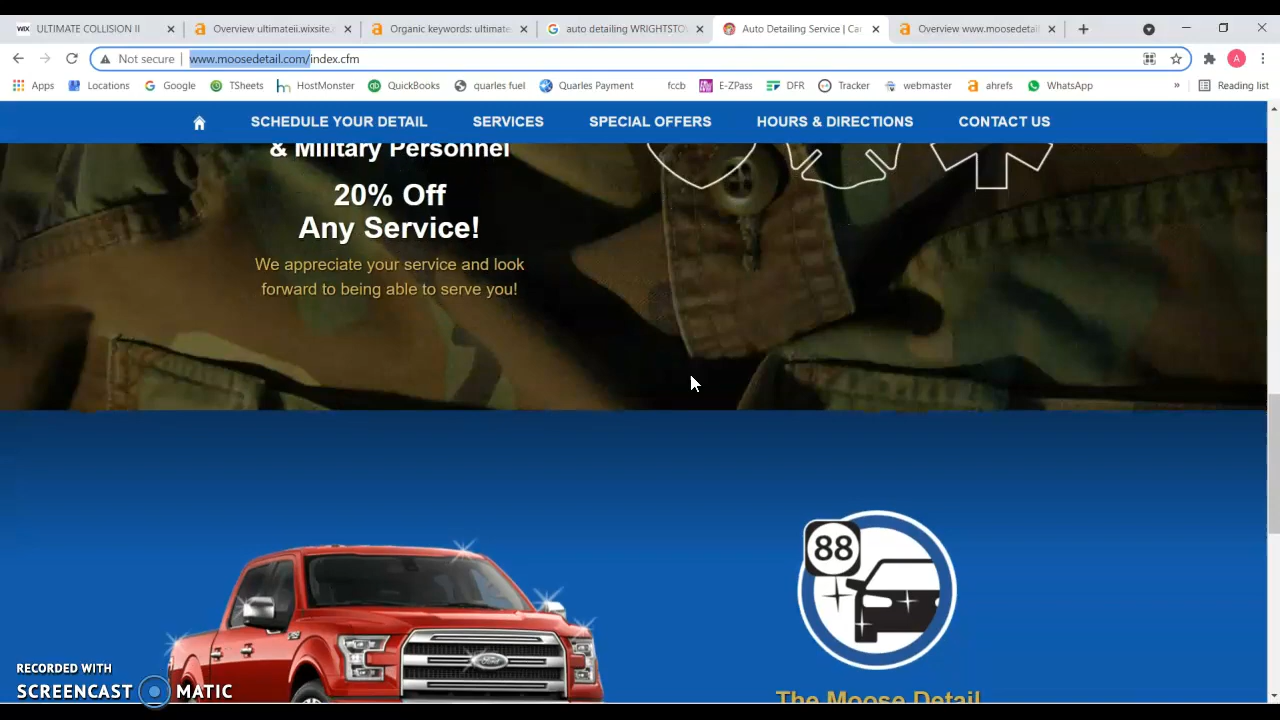 WIX ULTIMATE COLLISION II
Overview ultimateii.wixsite.
Organic keywords: ultimate
auto detailing WRIGHTSTO
Auto Detailing Service | Car
Overview www.moosedetail.
Not secure | www.moosedetail.com/index.cfm
A
Apps Locations Google TSheets HostMonster QuickBooks quarles fuel Quarles Payment fccb E-ZPass DFR Tracker webmaster ahrefs WhatsApp » Reading list
SCHEDULE YOUR DETAIL SERVICES SPECIAL OFFERS HOURS & DIRECTIONS CONTACT US
& Military Personnel
20% Off
Any Service!
We appreciate your service and look
forward to being able to serve you!
88
Ford
The Moose Detail
RECORDED WITH
SCREENCAST MATIC